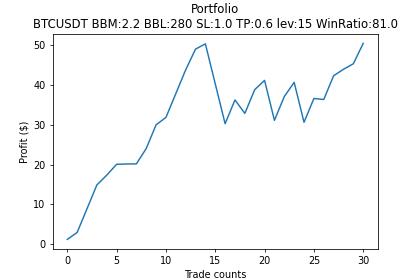 Portfolio
BTCUSDT BBM:2.2 BBL:280 SL:1.0 TP:0.6 lev:15 WinRatio:81.0
50
40
30
20
10
0
Profit ($)
0 5 10 15 20 25 30
Trade counts